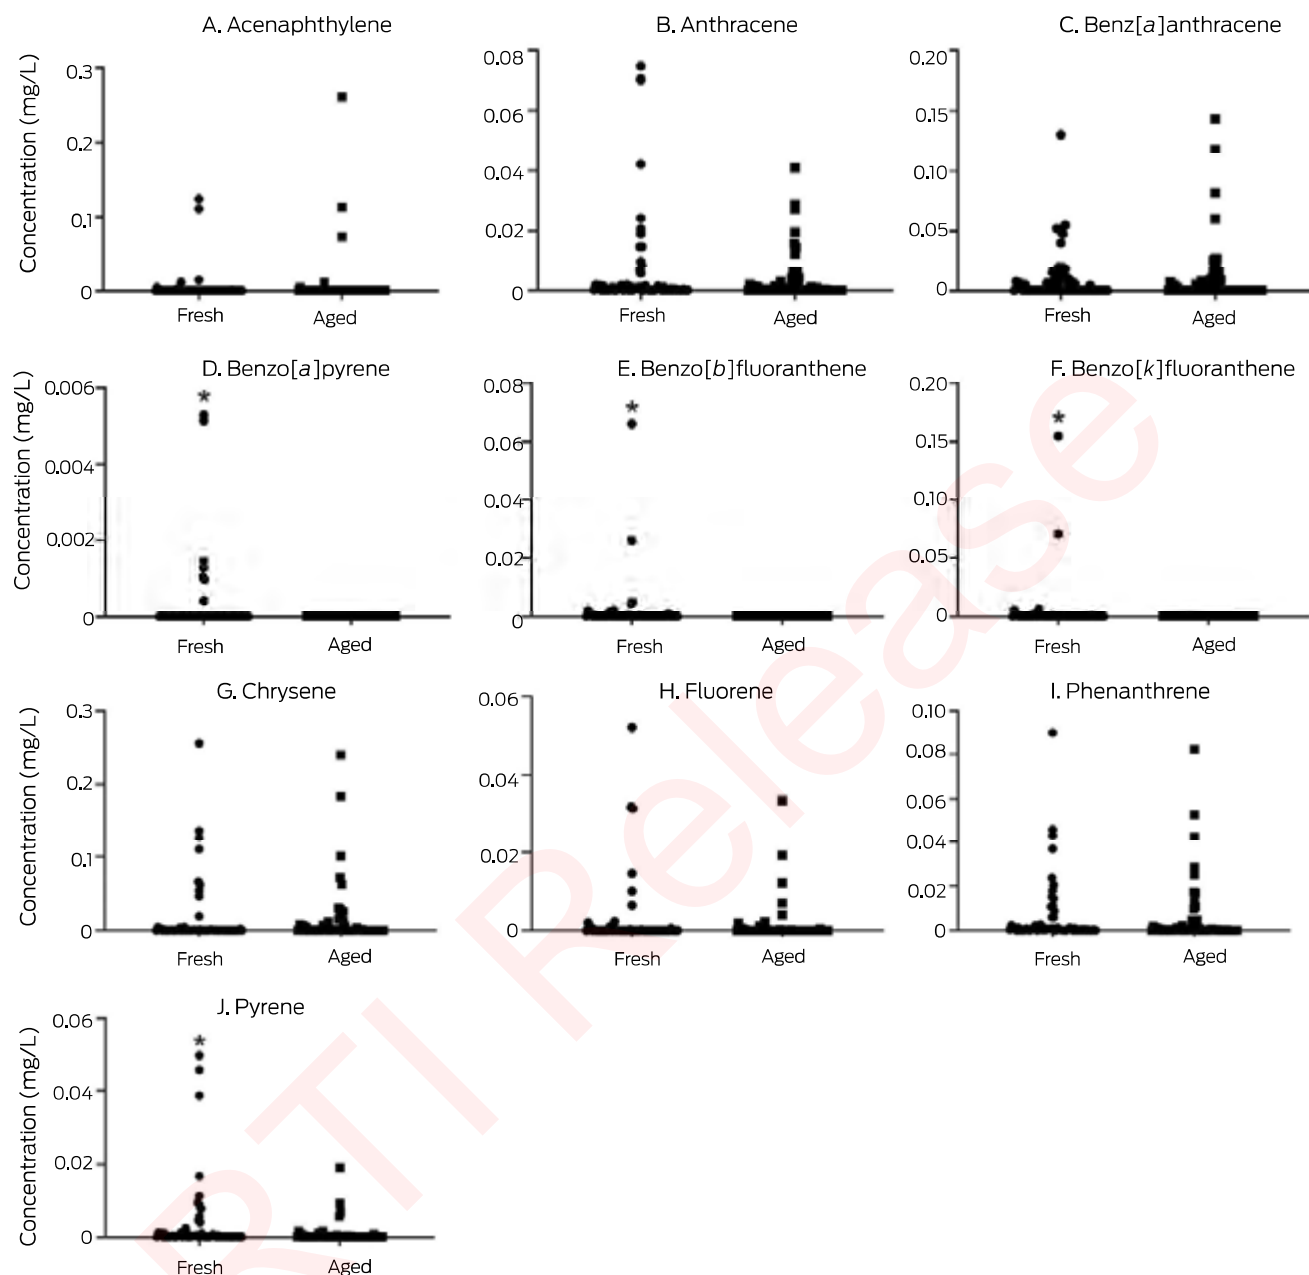 A. Acenaphthylene
B. Anthracene
C. Benz[a]anthracene
Concentration (mg/L)
0.3
0.2
0.1
0
Fresh
Aged
0.08
0.06
0.04
0.02
0
Fresh
Aged
0.20
0.15
0.10
0.05
0
Fresh
Aged
D. Benzo[a]pyrene
E. Benzo[b]fluoranthene
F. Benzo[k]fluoranthene
Concentration (mg/L)
0.006
0.004
0.002
0
*
Fresh
Aged
0.08
0.06
0.04
0.02
0
*
Fresh
Aged
0.20
0.15
0.10
0.05
0
*
Fresh
Aged
G. Chrysene
H. Fluorene
I. Phenanthrene
Concentration (mg/L)
0.3
0.2
0.1
0
Fresh
Aged
0.06
0.04
0.02
0
Fresh
Aged
0.10
0.08
0.06
0.04
0.02
0
Fresh
Aged
J. Pyrene
Concentration (mg/L)
0.06
0.04
0.02
0
*
Fresh
Aged
RTI Release